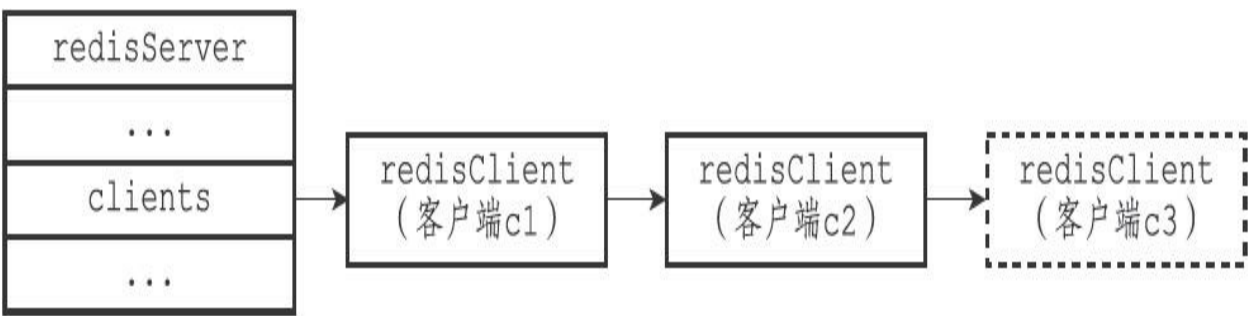 redisServer
...
clients
...
redisClient
(客户端c1)
redisClient
(客户端c2)
redisClient
(客户端c3)